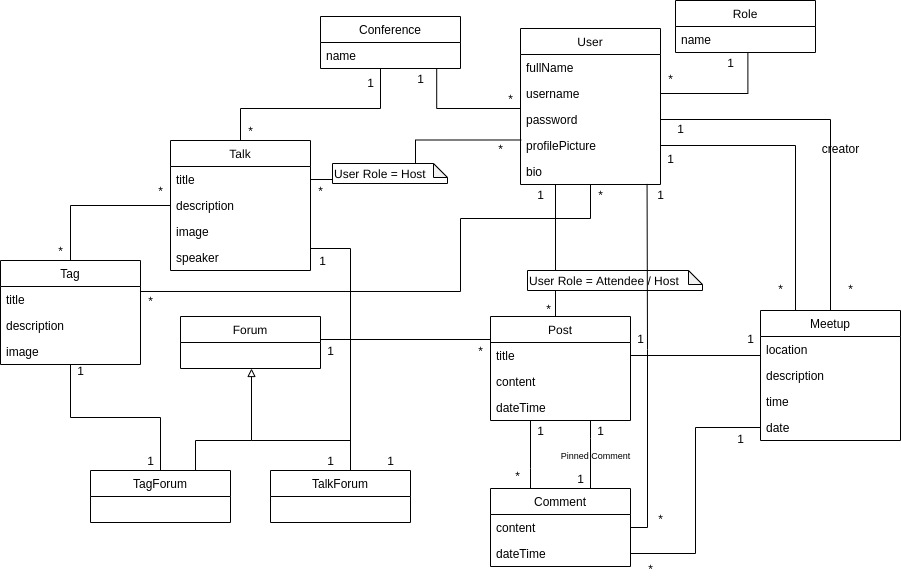 Role
name
Conference
name
User
fullName
username
password
profilePicture
bio
1
1
1
*
*
*
1
1
creator
Talk
title
description
image
speaker
User Role = Host
*
*
*
*
1
*
1
Tag
title
description
image
*
1
1
User Role = Attendee / Host
*
*
*
Forum
1
*
Post
title
content
dateTime
1
1
Meetup
location
description
time
date
1
1
1
1
Pinned Comment
*
1
1
1
1
TagForum
TalkForum
Comment
content
dateTime
*
*